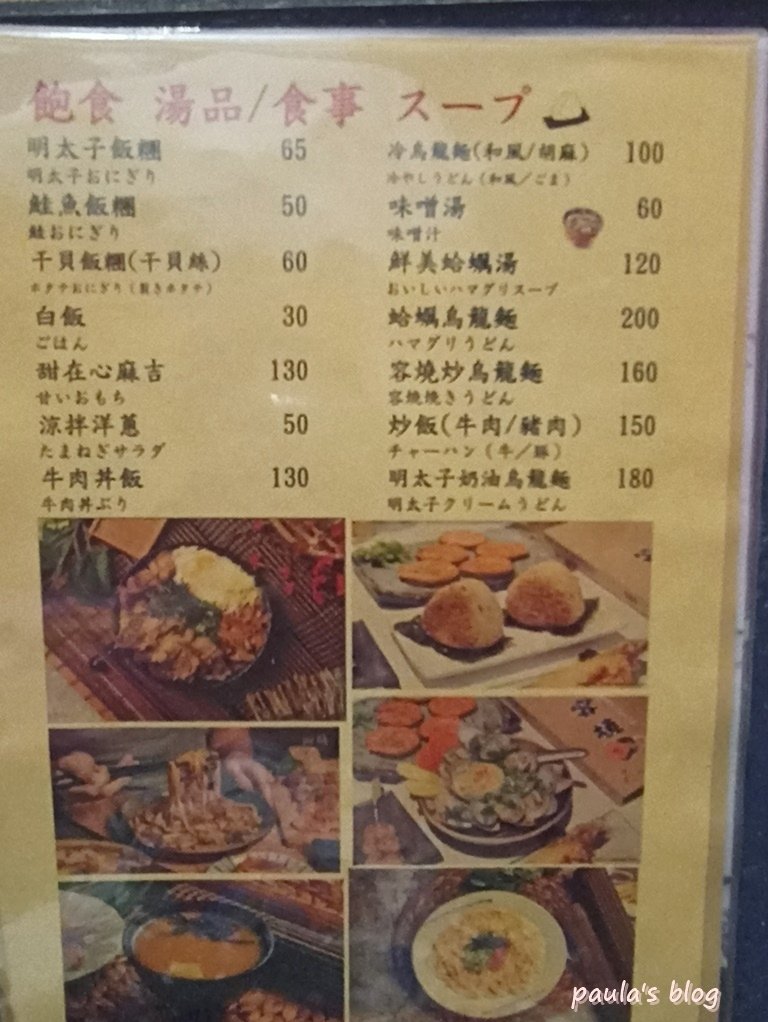 飽食 湯品/食事 スープ
明太子飯糰 65
明太子おにぎり
鮭魚飯糰 50
鮭おにぎり
干貝飯糰(干貝絲) 60
ホタテおにぎり(裂きホタテ)
白飯 30
ごはん
甜在心麻吉 130
甘いおもち
涼拌洋蔥 50
たまねぎサラダ
牛肉丼飯 130
牛肉丼ぶり
冷烏龍麵(和風/胡麻) 100
冷やしうどん(和風/ごま)
味噌湯 60
味噌汁
鮮美蛤蠣湯 120
おいしいハマグリスープ
蛤蠣烏龍麵 200
ハマグリうどん
容燒炒烏龍麵 160
容燒焼きうどん
炒飯(牛肉/豬肉) 150
チャーハン(牛/豚)
明太子奶油烏龍麵 180
明太子クリームうどん
paula's blog